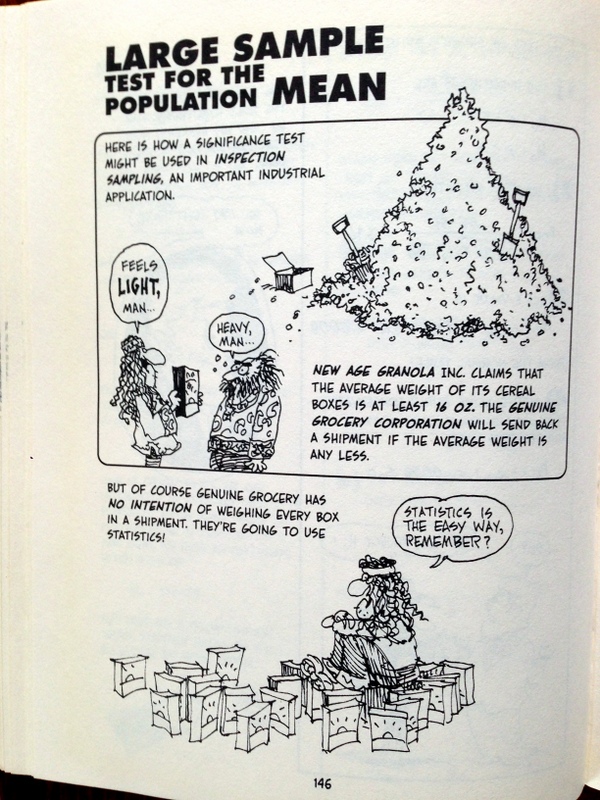 LARGE SAMPLE
TEST FOR THE
POPULATION MEAN
HERE IS HOW A SIGNIFICANCE TEST
MIGHT BE USED IN INSPECTION
SAMPLING, AN IMPORTANT INDUSTRIAL
APPLICATION.
FEELS
LIGHT,
MAN...
HEAVY,
MAN...
NEW AGE GRANOLA INC. CLAIMS THAT
THE AVERAGE WEIGHT OF ITS CEREAL
BOXES IS AT LEAST 16 OZ. THE GENUINE
GROCERY CORPORATION WILL SEND BACK
A SHIPMENT IF THE AVERAGE WEIGHT IS
ANY LESS.
BUT OF COURSE GENUINE GROCERY HAS
NO INTENTION OF WEIGHING EVERY BOX
IN A SHIPMENT. THEY'RE GOING TO USE
STATISTICS!
STATISTICS IS
THE EASY WAY,
REMEMBER?
146